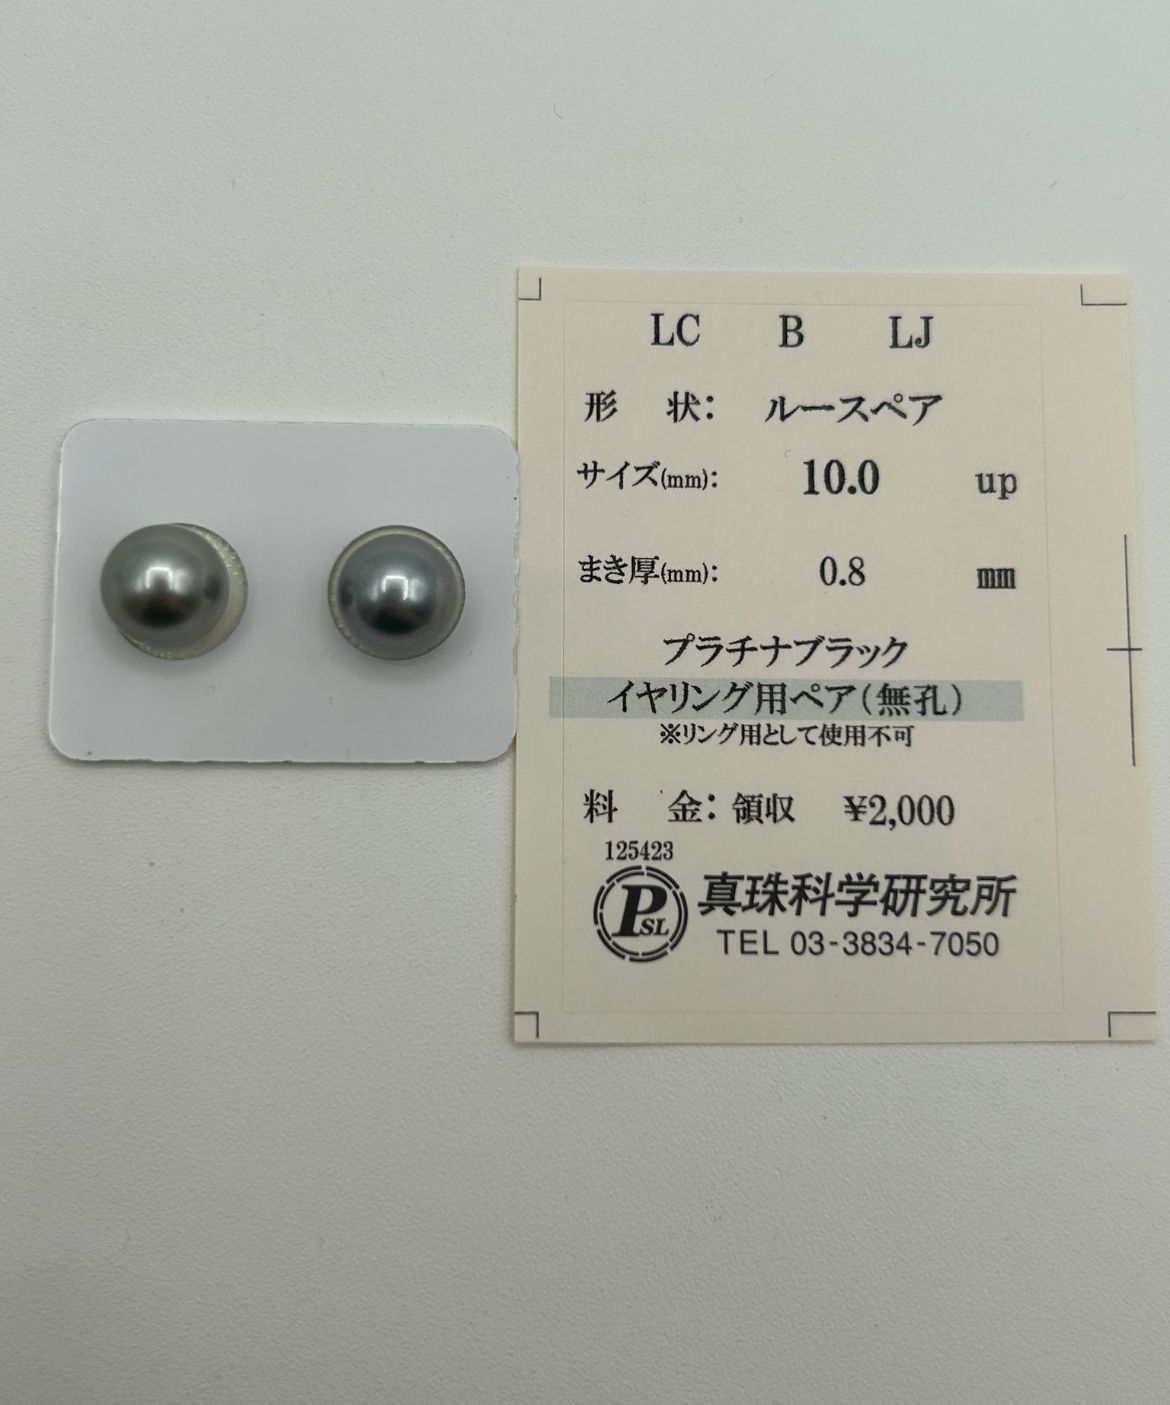 LC B LJ
形 状: ルースペア
サイズ(mm): 10.0 up
まき厚(mm): 0.8 mm
プラチナブラック
イヤリング用ペア(無孔)
※リング用として使用不可
料 金: 領収 ¥2,000
125423
PSL 真珠科学研究所
TEL 03-3834-7050